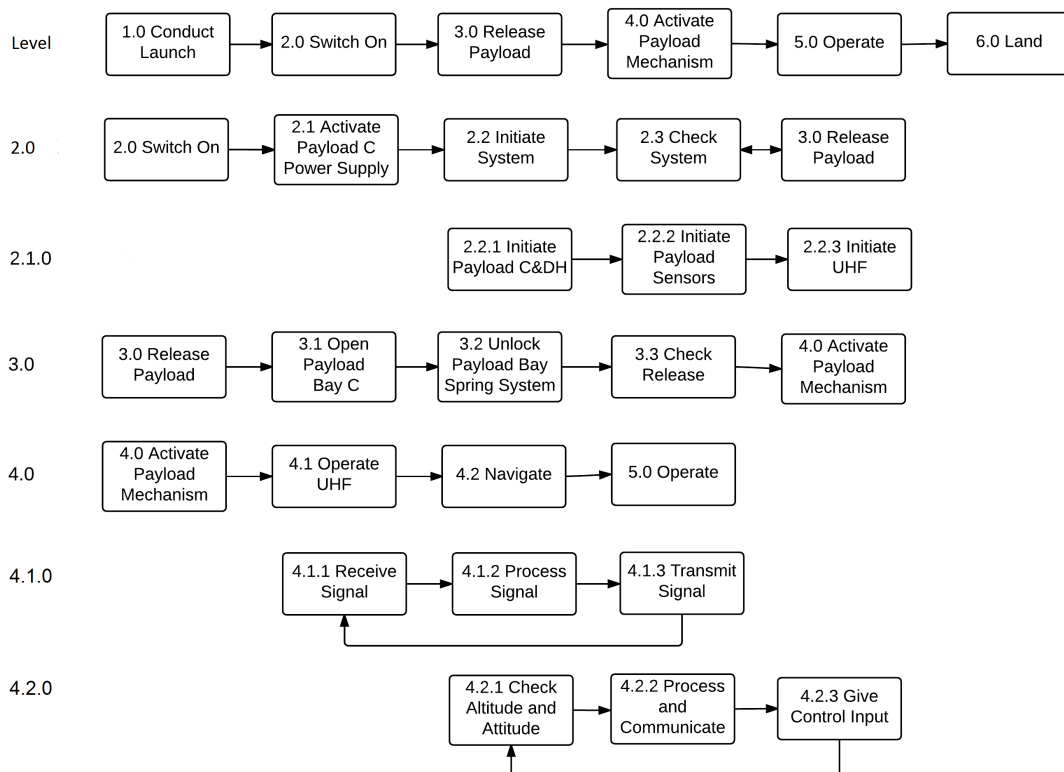 Level
1.0 Conduct
Launch
2.0 Switch On
3.0 Release
Payload
4.0 Activate
Payload
Mechanism
5.0 Operate
6.0 Land
2.0
2.0 Switch On
2.1 Activate
Payload C
Power Supply
2.2 Initiate
System
2.3 Check
System
3.0 Release
Payload
2.1.0
2.2.1 Initiate
Payload C&DH
2.2.2 Initiate
Payload
Sensors
2.2.3 Initiate
UHF
3.0
3.0 Release
Payload
3.1 Open
Payload
Bay C
3.2 Unlock
Payload Bay
Spring System
3.3 Check
Release
4.0 Activate
Payload
Mechanism
4.0
4.0 Activate
Payload
Mechanism
4.1 Operate
UHF
4.2 Navigate
5.0 Operate
4.1.0
4.1.1 Receive
Signal
4.1.2 Process
Signal
4.1.3 Transmit
Signal
4.2.0
4.2.1 Check
Altitude and
Attitude
4.2.2 Process
and
Communicate
4.2.3 Give
Control Input